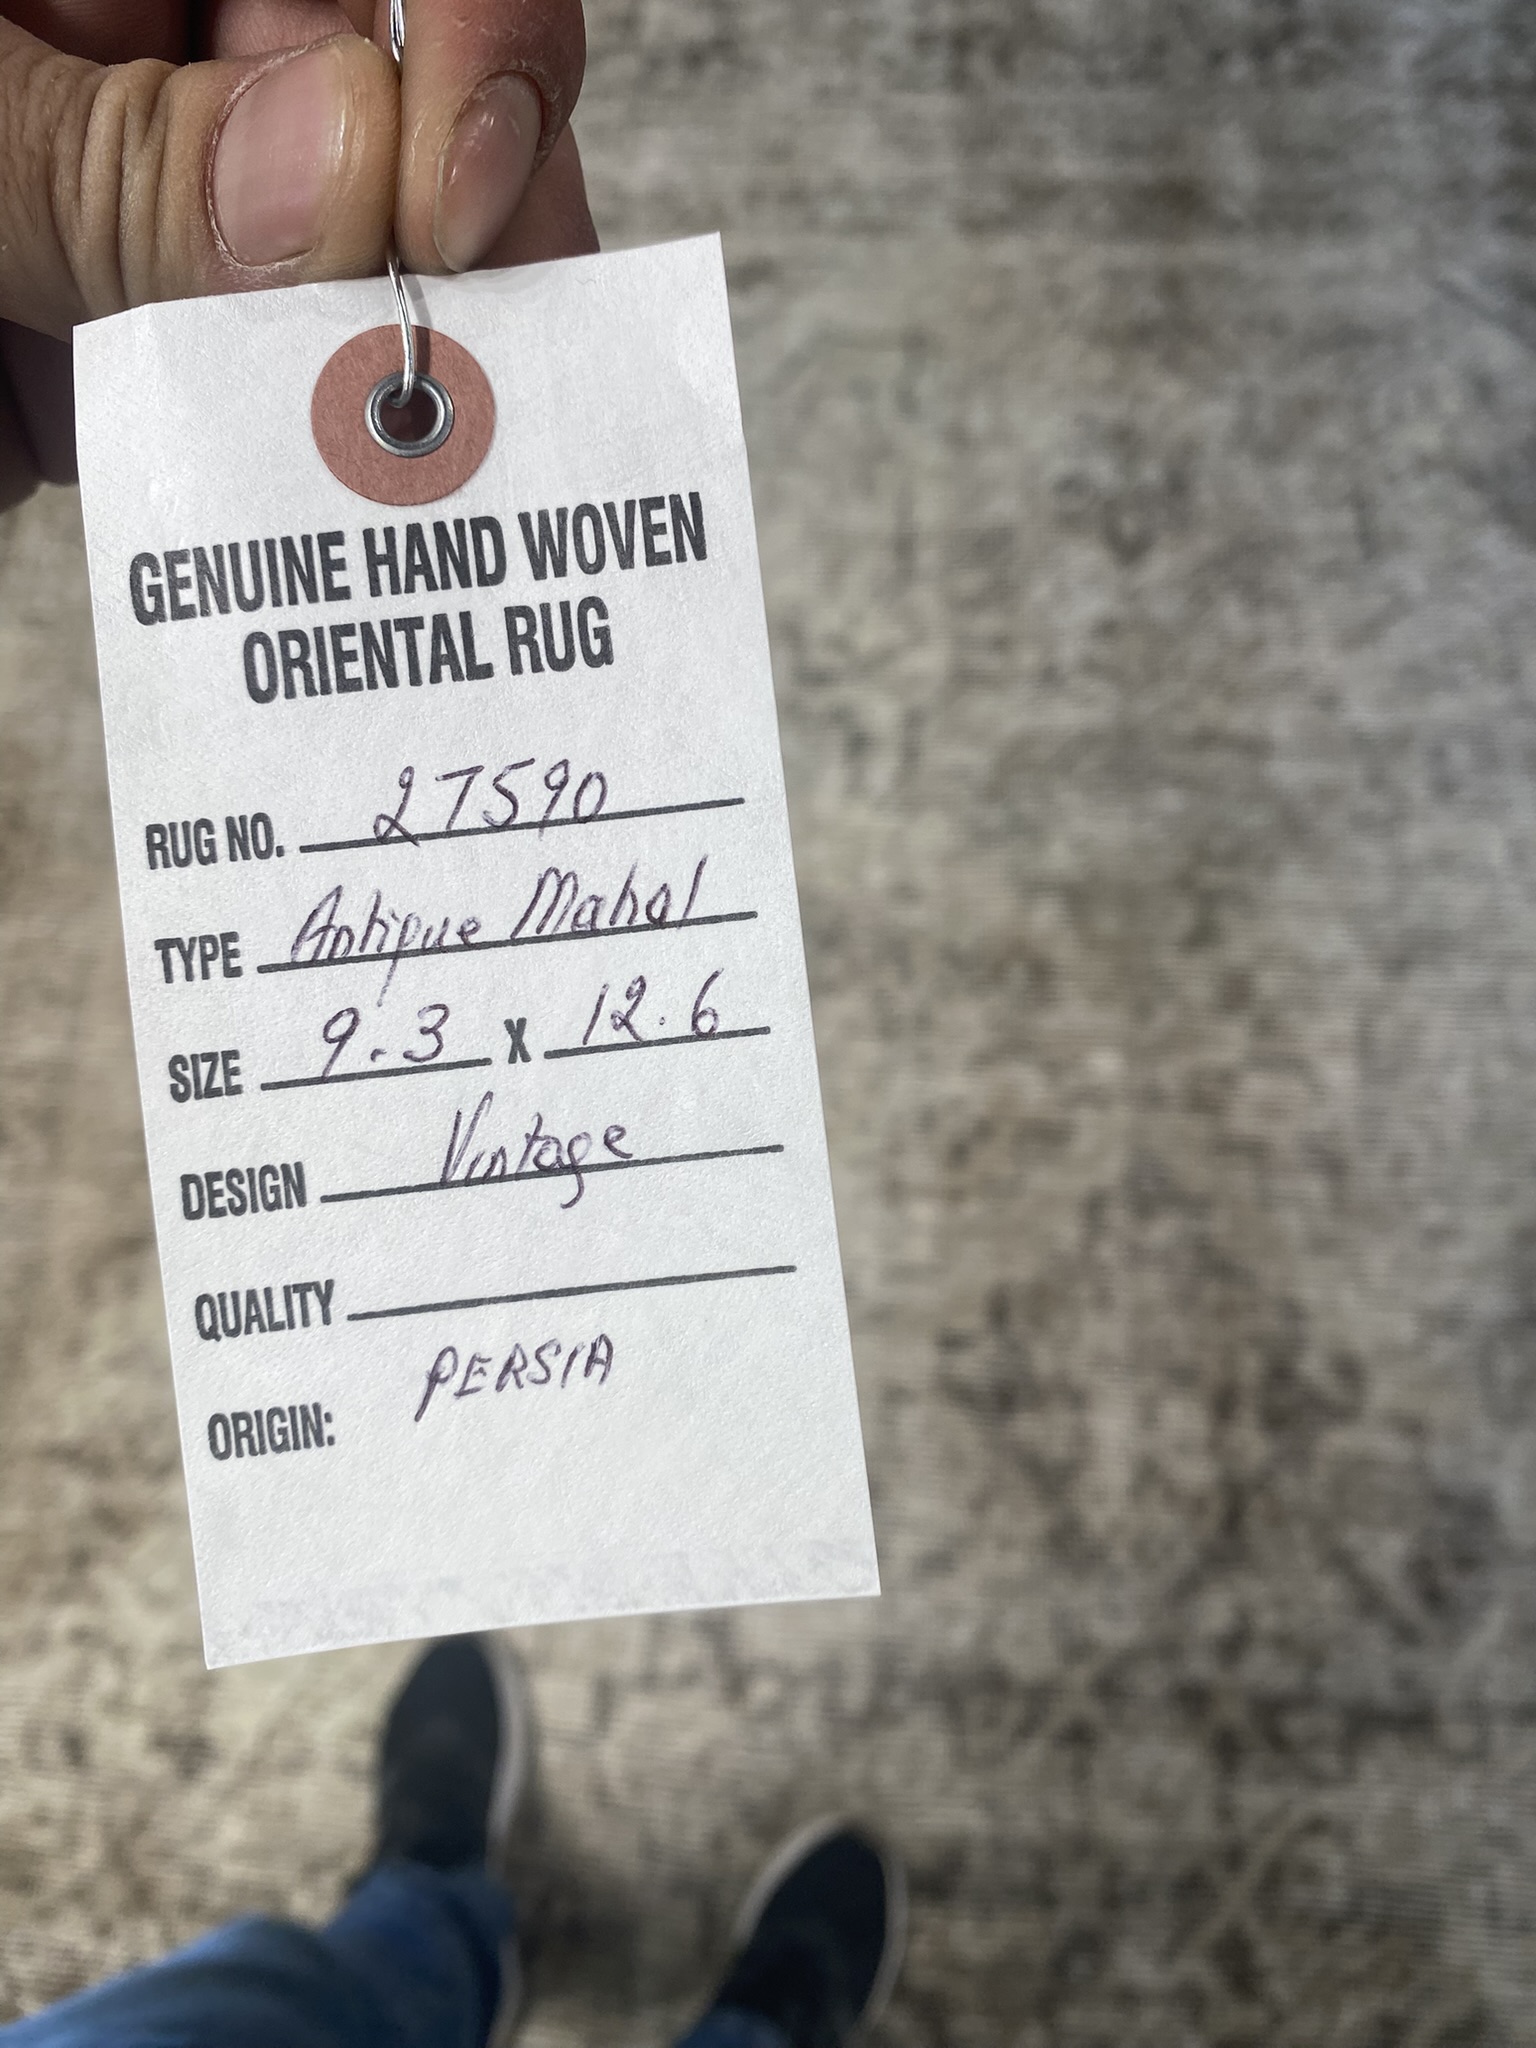 GENUINE HAND WOVEN
ORIENTAL RUG
RUG NO. 27590
TYPE Antique Mahal
SIZE 9.3 X 12.6
DESIGN Vintage
QUALITY
ORIGIN: PERSIA